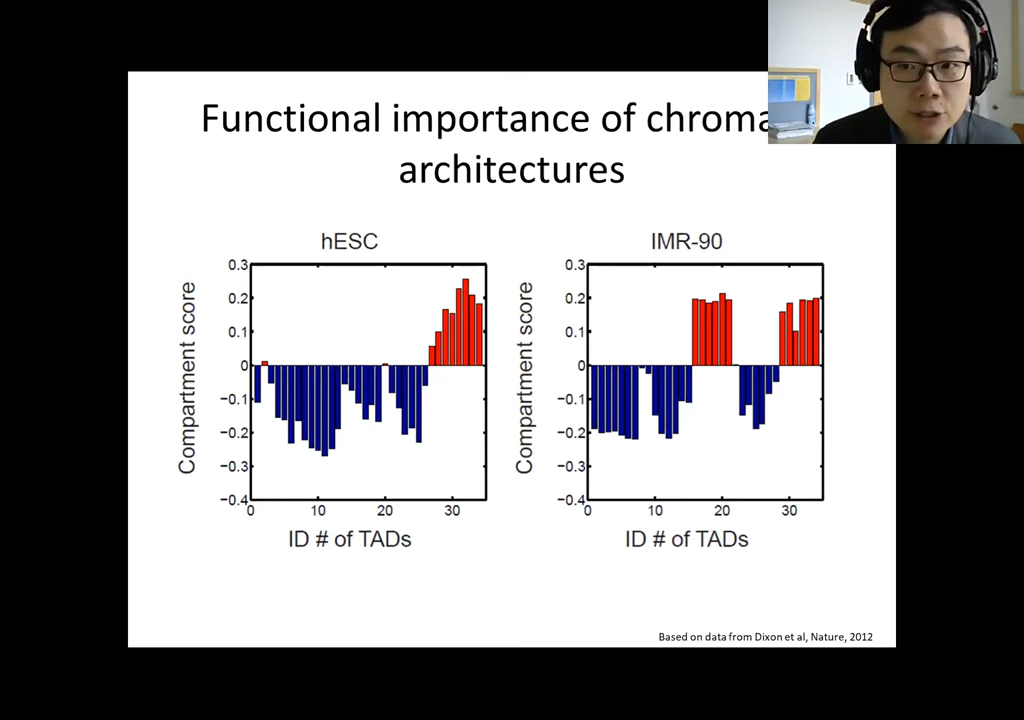 Functional importance of chroma
architectures
hESC
Compartment score
0.3
0.2
0.1
0
−0.1
−0.2
−0.3
−0.4
0 10 20 30
ID # of TADs
IMR-90
Compartment score
0.3
0.2
0.1
0
−0.1
−0.2
−0.3
−0.4
0 10 20 30
ID # of TADs
Based on data from Dixon et al, Nature, 2012